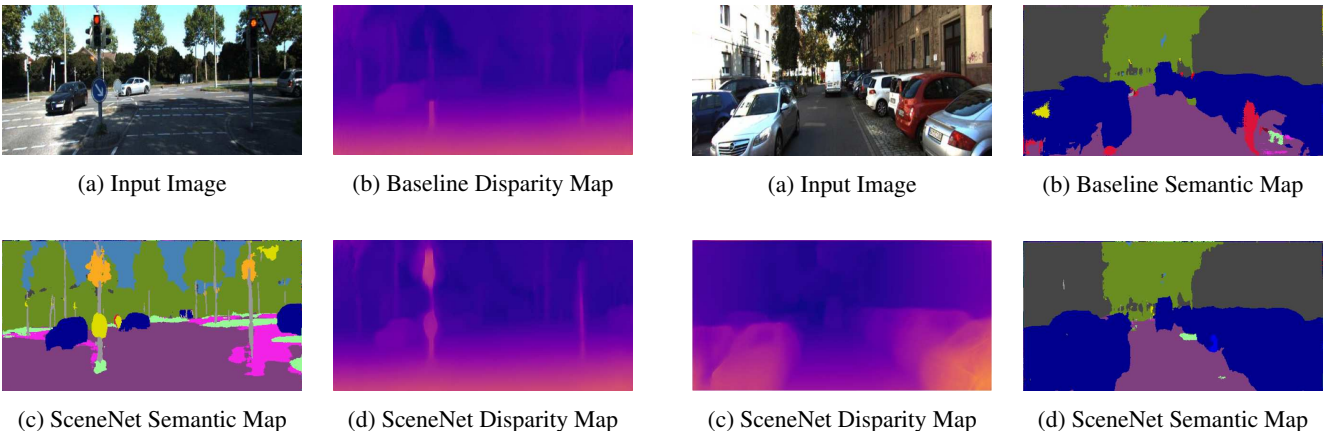 (a) Input Image
(b) Baseline Disparity Map
(a) Input Image
(b) Baseline Semantic Map
(c) SceneNet Semantic Map
(d) SceneNet Disparity Map
(c) SceneNet Disparity Map
(d) SceneNet Semantic Map